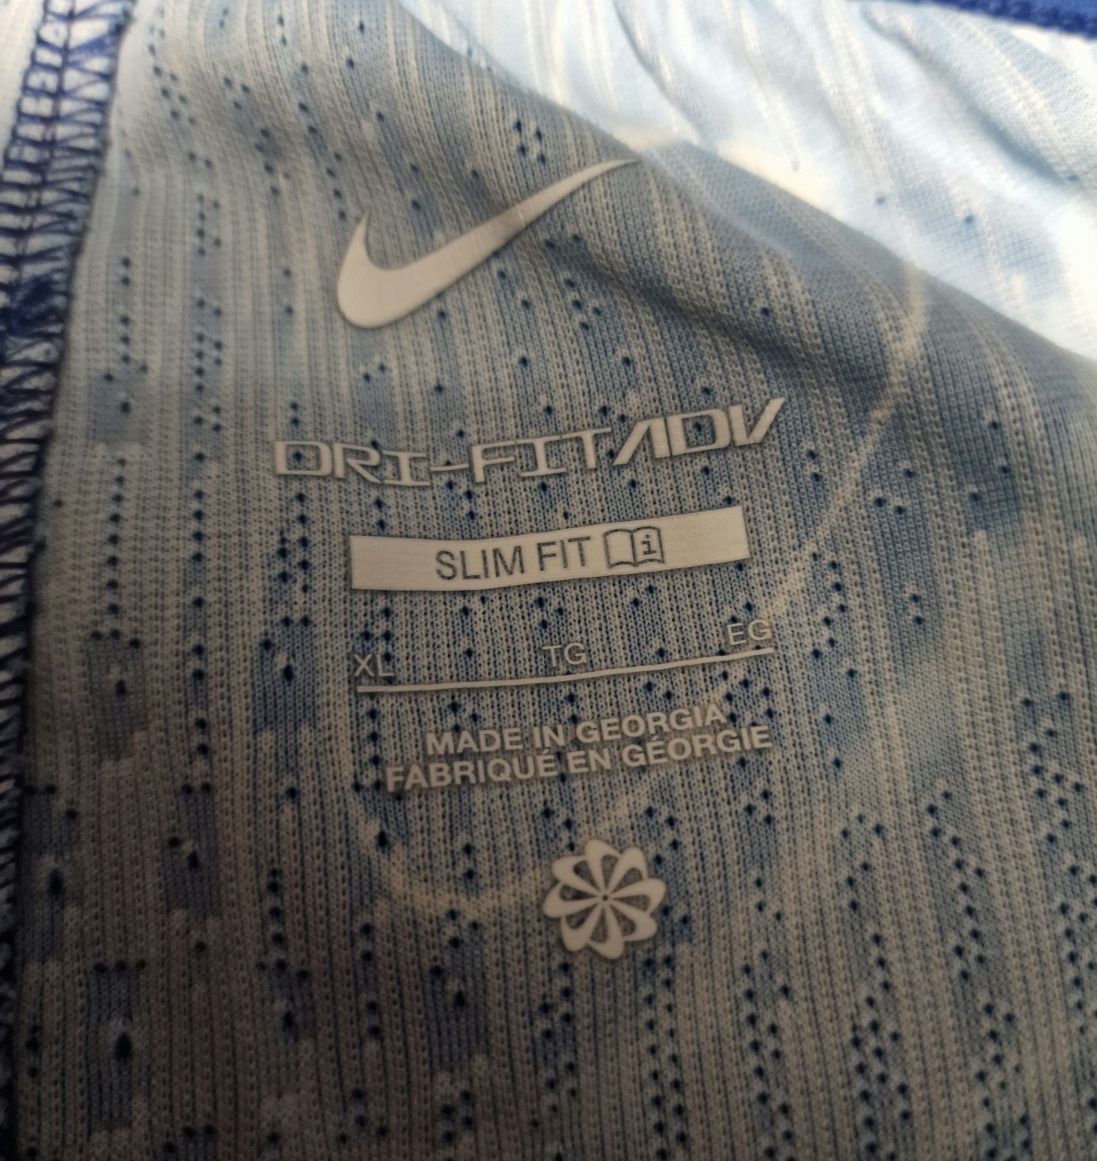 DRI-FIT ADV
SLIM FIT
XL TG EG
MADE IN GEORGIA
FABRIQUÉ EN GÉORGIE